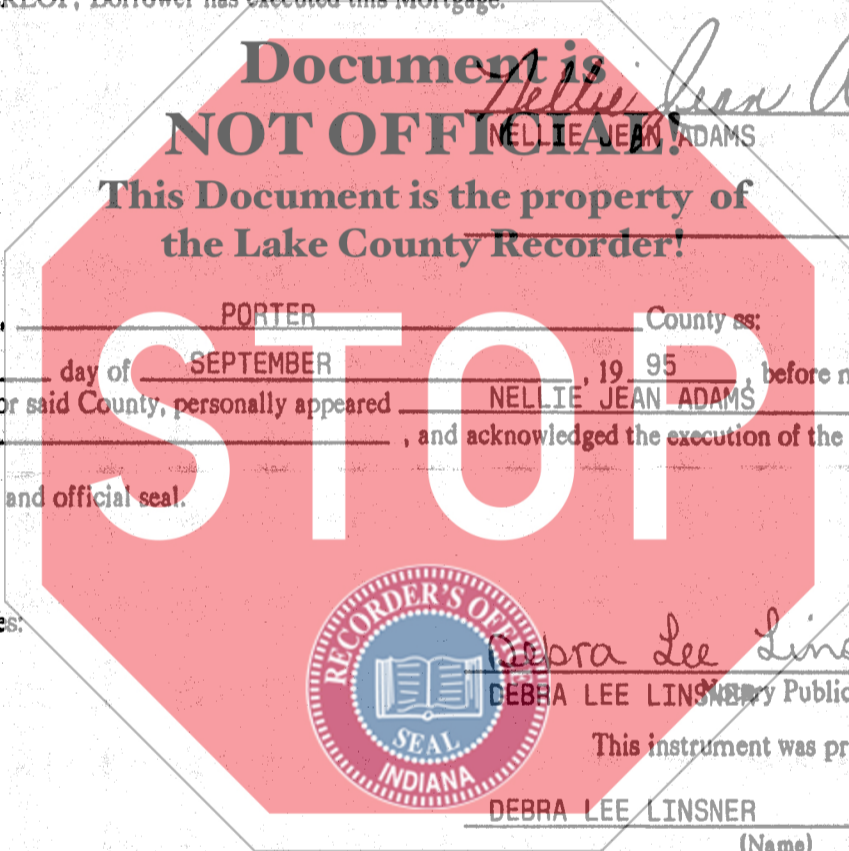 REOF, Borrower has executed this Mortgage.
Document is
NOT OFFICIAL!
This Document is the property of
the Lake County Recorder!
Nellie Jean A
NELLIE JEAN ADAMS
STOP
, PORTER County ss:
day of SEPTEMBER , 19 95 , before m
or said County, personally appeared NELLIE JEAN ADAMS
, and acknowledged the execution of the
and official seal.
es:
RECORDER'S OFFICE
SEAL
INDIANA
Debra Lee Lins
DEBRA LEE LINSNER Notary Public
This instrument was pr
DEBRA LEE LINSNER
(Name)